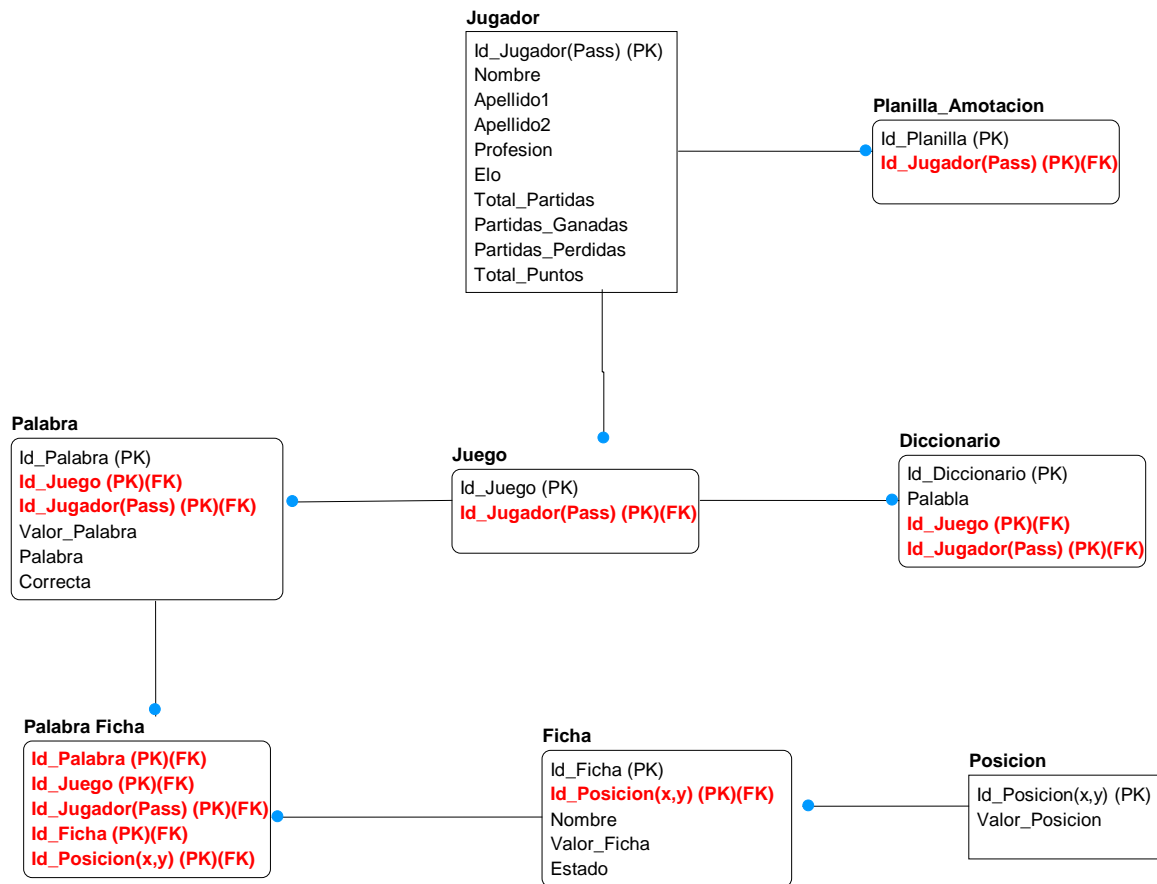 Jugador
Id_Jugador(Pass) (PK)
Nombre
Apellido1
Apellido2
Profesion
Elo
Total_Partidas
Partidas_Ganadas
Partidas_Perdidas
Total_Puntos
Planilla_Amotacion
Id_Planilla (PK)
Id_Jugador(Pass) (PK)(FK)
Palabra
Id_Palabra (PK)
Id_Juego (PK)(FK)
Id_Jugador(Pass) (PK)(FK)
Valor_Palabra
Palabra
Correcta
Juego
Id_Juego (PK)
Id_Jugador(Pass) (PK)(FK)
Diccionario
Id_Diccionario (PK)
Palabla
Id_Juego (PK)(FK)
Id_Jugador(Pass) (PK)(FK)
Palabra Ficha
Id_Palabra (PK)(FK)
Id_Juego (PK)(FK)
Id_Jugador(Pass) (PK)(FK)
Id_Ficha (PK)(FK)
Id_Posicion(x,y) (PK)(FK)
Ficha
Id_Ficha (PK)
Id_Posicion(x,y) (PK)(FK)
Nombre
Valor_Ficha
Estado
Posicion
Id_Posicion(x,y) (PK)
Valor_Posicion